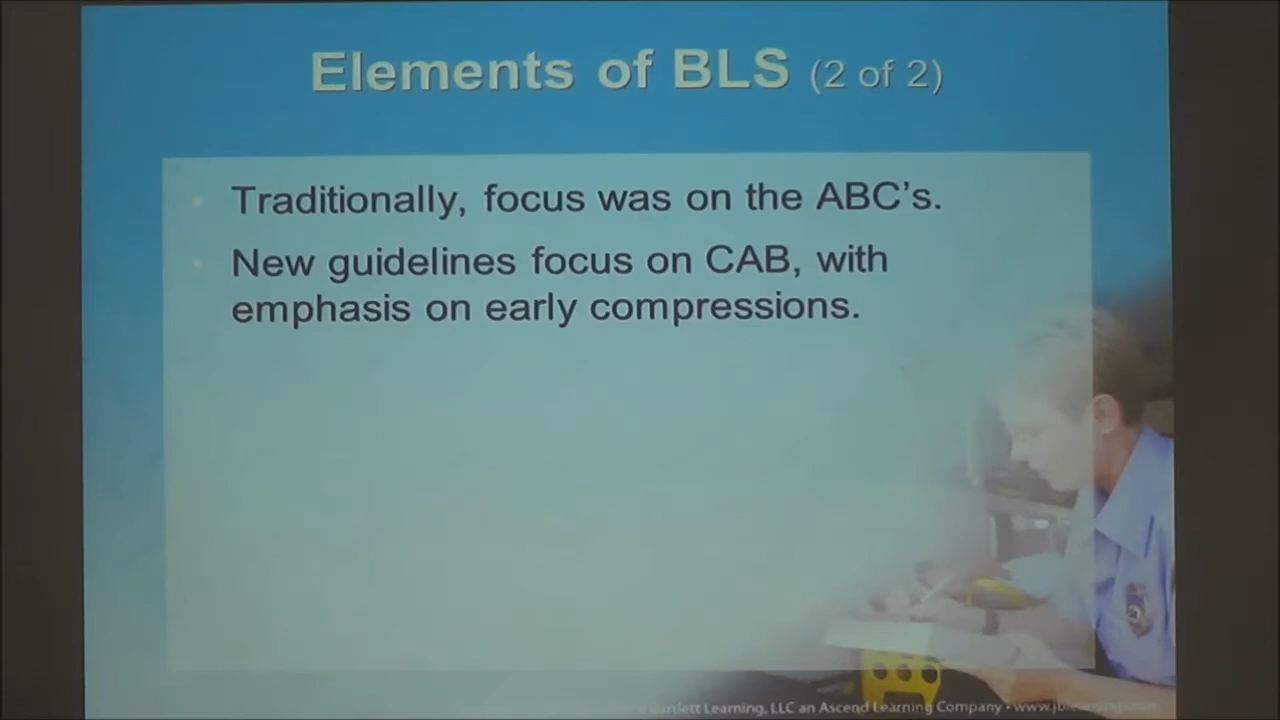 Elements of BLS (2 of 2)
Traditionally, focus was on the ABC's.
New guidelines focus on CAB, with
emphasis on early compressions.
Bartlett Learning, LLC an Ascend Learning Company •